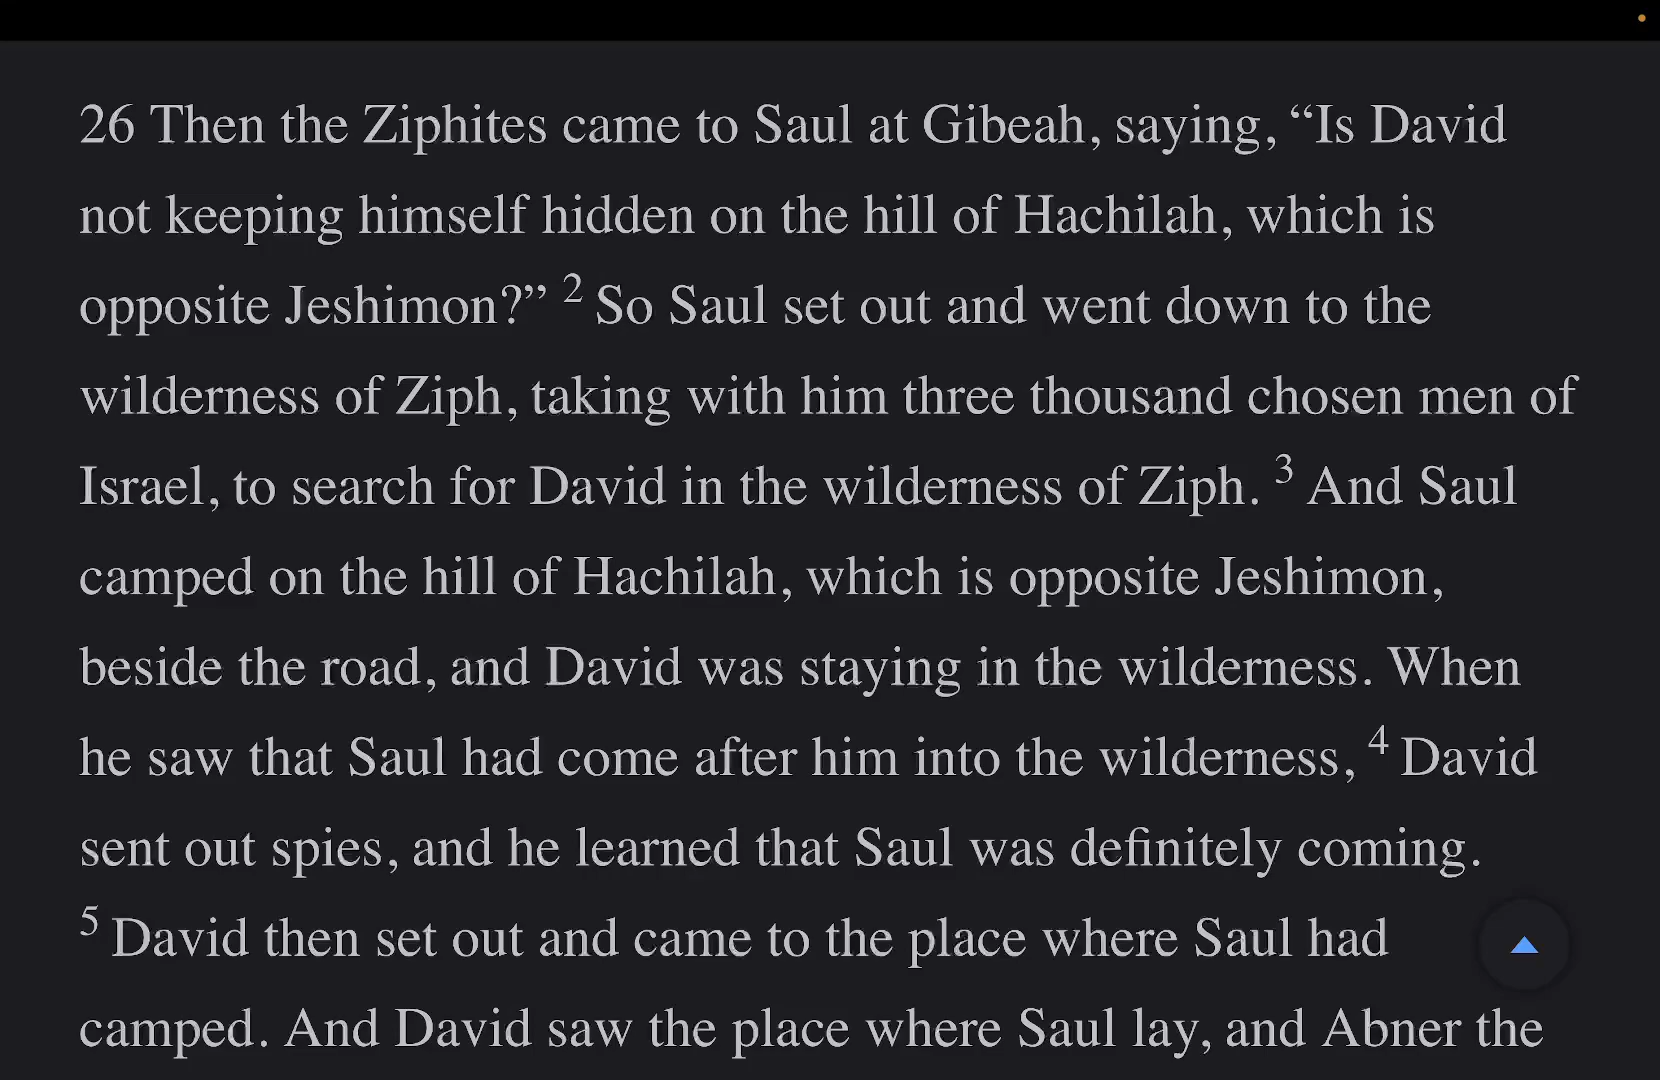 26 Then the Ziphites came to Saul at Gibeah, saying, “Is David
not keeping himself hidden on the hill of Hachilah, which is
opposite Jeshimon?” 2 So Saul set out and went down to the
wilderness of Ziph, taking with him three thousand chosen men of
Israel, to search for David in the wilderness of Ziph. 3 And Saul
camped on the hill of Hachilah, which is opposite Jeshimon,
beside the road, and David was staying in the wilderness. When
he saw that Saul had come after him into the wilderness, 4 David
sent out spies, and he learned that Saul was definitely coming.
5 David then set out and came to the place where Saul had
camped. And David saw the place where Saul lay, and Abner the